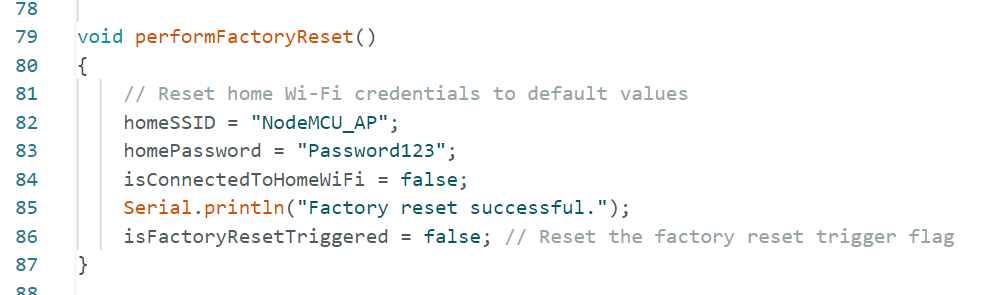 78
79 void performFactoryReset()
80 {
81 // Reset home Wi-Fi credentials to default values
82 homeSSID = "NodeMCU_AP";
83 homePassword = "Password123";
84 isConnectedToHomeWiFi = false;
85 Serial.println("Factory reset successful.");
86 isFactoryResetTriggered = false; // Reset the factory reset trigger flag
87 }
88